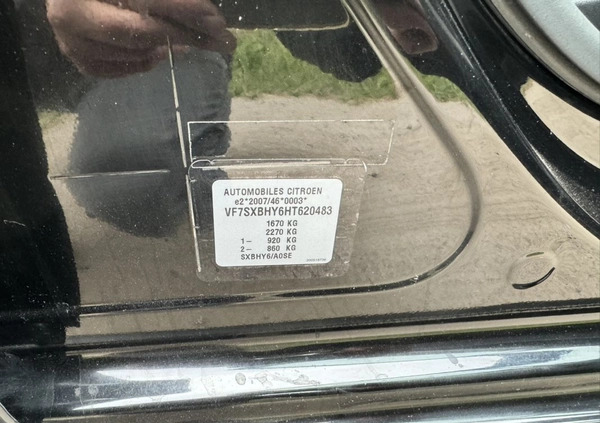 AUTOMOBILES CITROEN
e2*2007/46*0003*
VF7SXBHY6HT620483
1670 KG
2270 KG
1- 920 KG
2- 860 KG
SXBHY6/A0SE